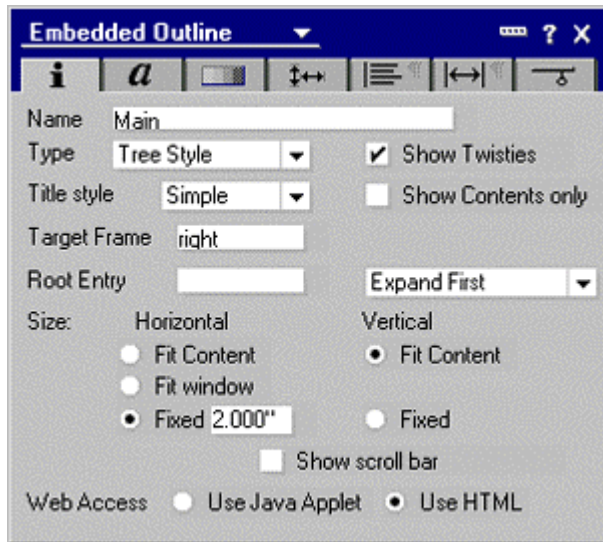 Embedded Outline ?
i a
Name Main
Type Tree Style Show Twisties
Title style Simple Show Contents only
Target Frame right
Root Entry Expand First
Size: Horizontal Vertical
Fit Content Fit Content
Fit window
Fixed 2.000" Fixed
Show scroll bar
Web Access Use Java Applet Use HTML